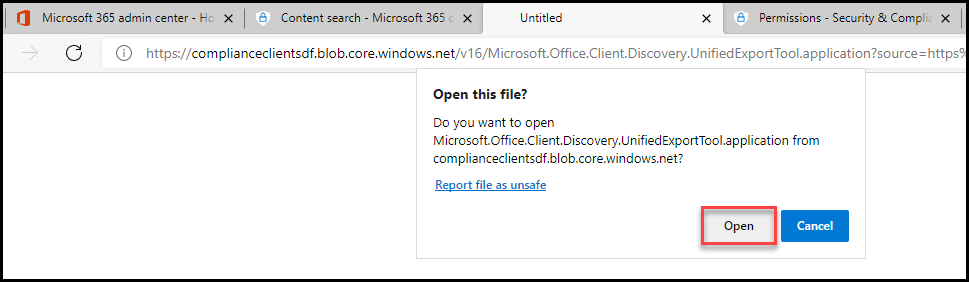 Microsoft 365 admin center - Ho
Content search - Microsoft 365 c
Untitled
Permissions - Security & Complia
https://complianceclientsdf.blob.core.windows.net/v16/Microsoft.Office.Client.Discovery.UnifiedExportTool.application?source=https%
Open this file?
Do you want to open
Microsoft.Office.Client.Discovery.UnifiedExportTool.application from
complianceclientsdf.blob.core.windows.net?
Report file as unsafe
Open
Cancel